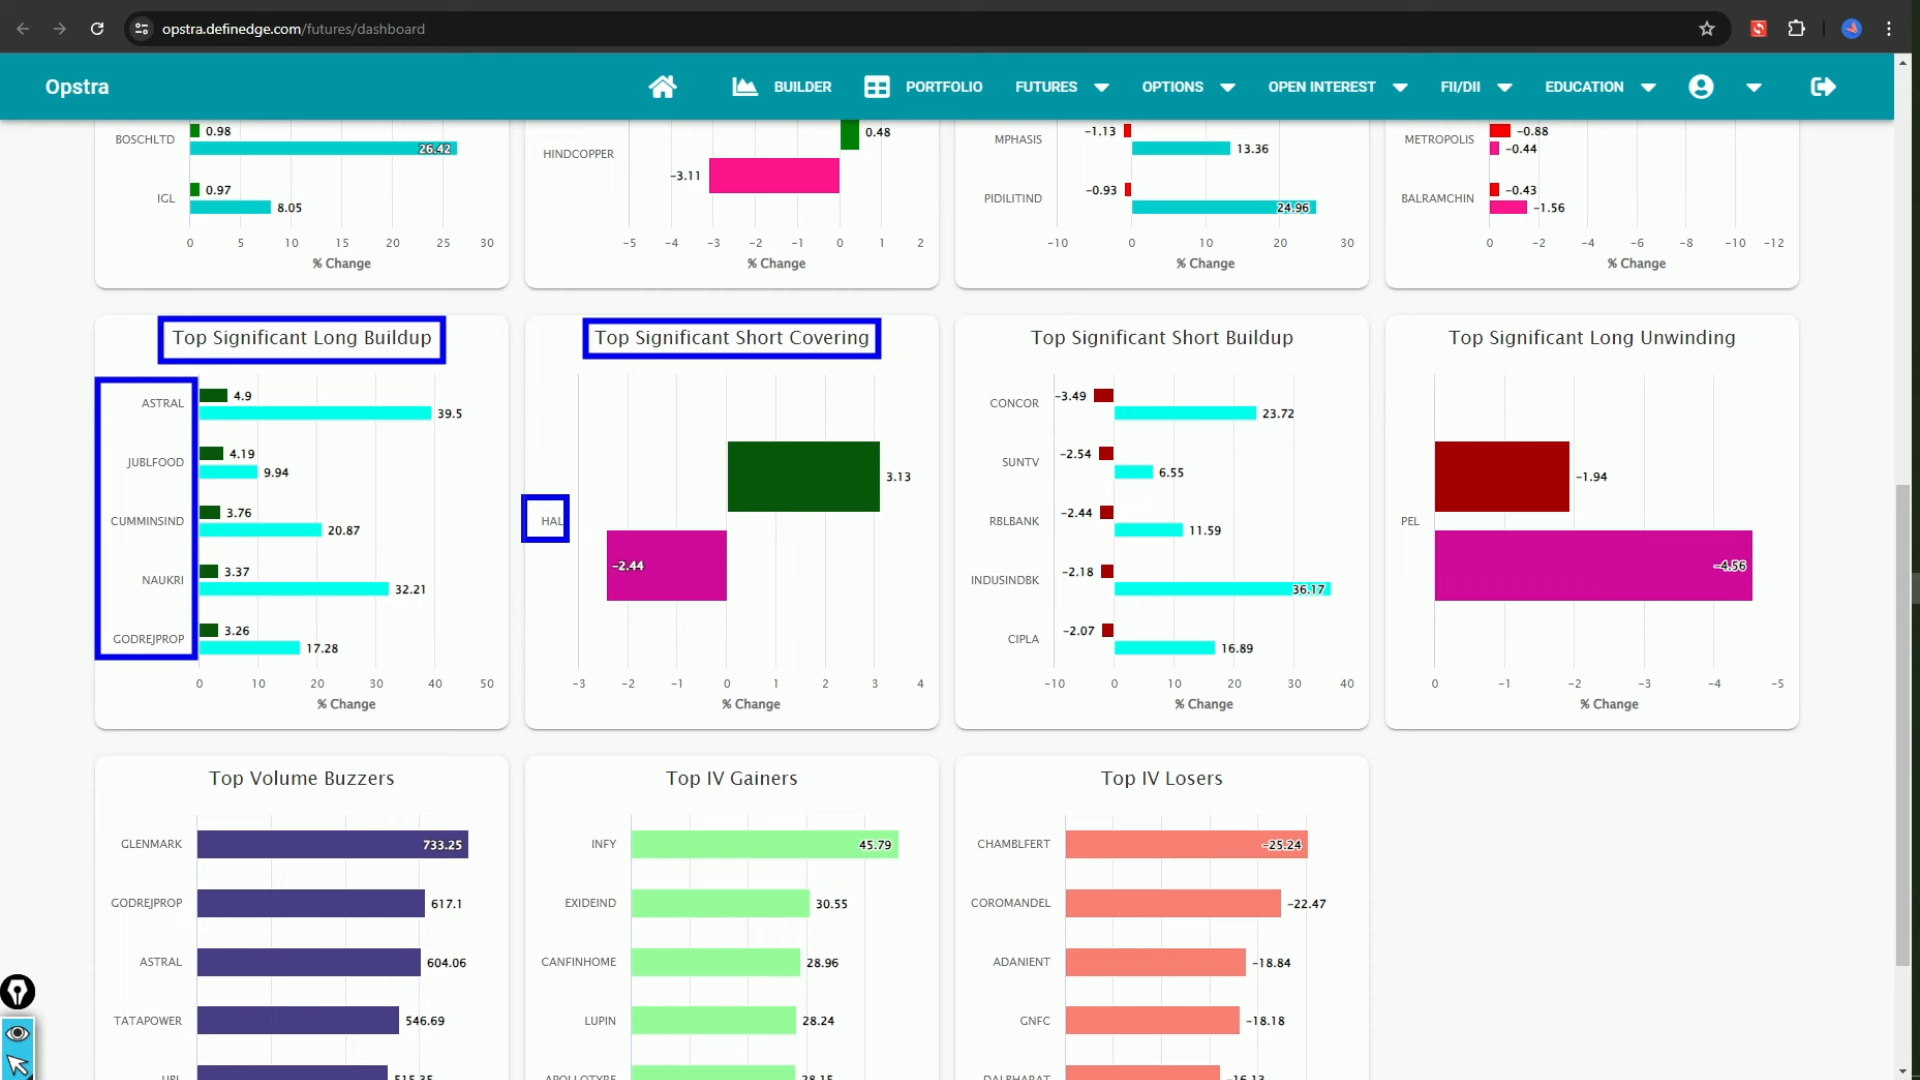 opstra.definedge.com/futures/dashboard
Opstra
BUILDER
PORTFOLIO
FUTURES
OPTIONS
OPEN INTEREST
FII/DII
EDUCATION
BOSCHLTD
0.98
26.42
IGL
0.97
8.05
0 5 10 15 20 25 30
% Change
0.48
HINDCOPPER
-3.11
-5 -4 -3 -2 -1 0 1 2
% Change
MPHASIS
-1.13
13.36
PIDILITIND
-0.93
24.96
-10 0 10 20 30
% Change
METROPOLIS
-0.88
-0.44
BALRAMCHIN
-0.43
-1.56
0 -2 -4 -6 -8 -10 -12
% Change
Top Significant Long Buildup
ASTRAL
4.9
39.5
JUBLFOOD
4.19
9.94
CUMMINSIND
3.76
20.87
NAUKRI
3.37
32.21
GODREJPROP
3.26
17.28
0 10 20 30 40 50
% Change
Top Significant Short Covering
3.13
HAL
-2.44
-3 -2 -1 0 1 2 3 4
% Change
Top Significant Short Buildup
CONCOR
-3.49
23.72
SUNTV
-2.54
6.55
RBLBANK
-2.44
11.59
INDUSINDBK
-2.18
36.17
CIPLA
-2.07
16.89
-10 0 10 20 30 40
% Change
Top Significant Long Unwinding
-1.94
PEL
-4.56
0 -1 -2 -3 -4 -5
% Change
Top Volume Buzzers
GLENMARK
733.25
GODREJPROP
617.1
ASTRAL
604.06
TATAPOWER
546.69
UPL
515.35
Top IV Gainers
INFY
45.79
EXIDEIND
30.55
CANFINHOME
28.96
LUPIN
28.24
APOLLOTYRE
28.15
Top IV Losers
CHAMBLFERT
-25.24
COROMANDEL
-22.47
ADANIENT
-18.84
GNFC
-18.18
DALBHARAT
-16.13